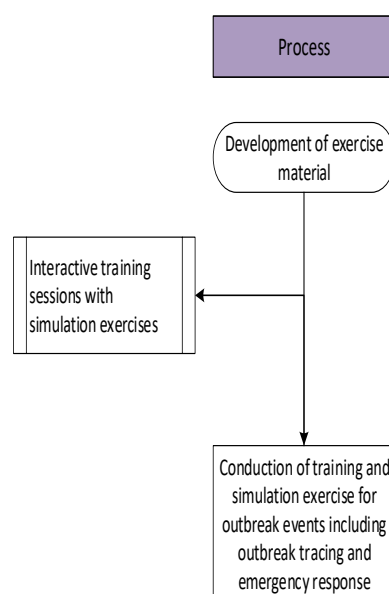 Process
Development of exercise
material
Interactive training
sessions with
simulation exercises
Conduction of training and
simulation exercise for
outbreak events including
outbreak tracing and
emergency response